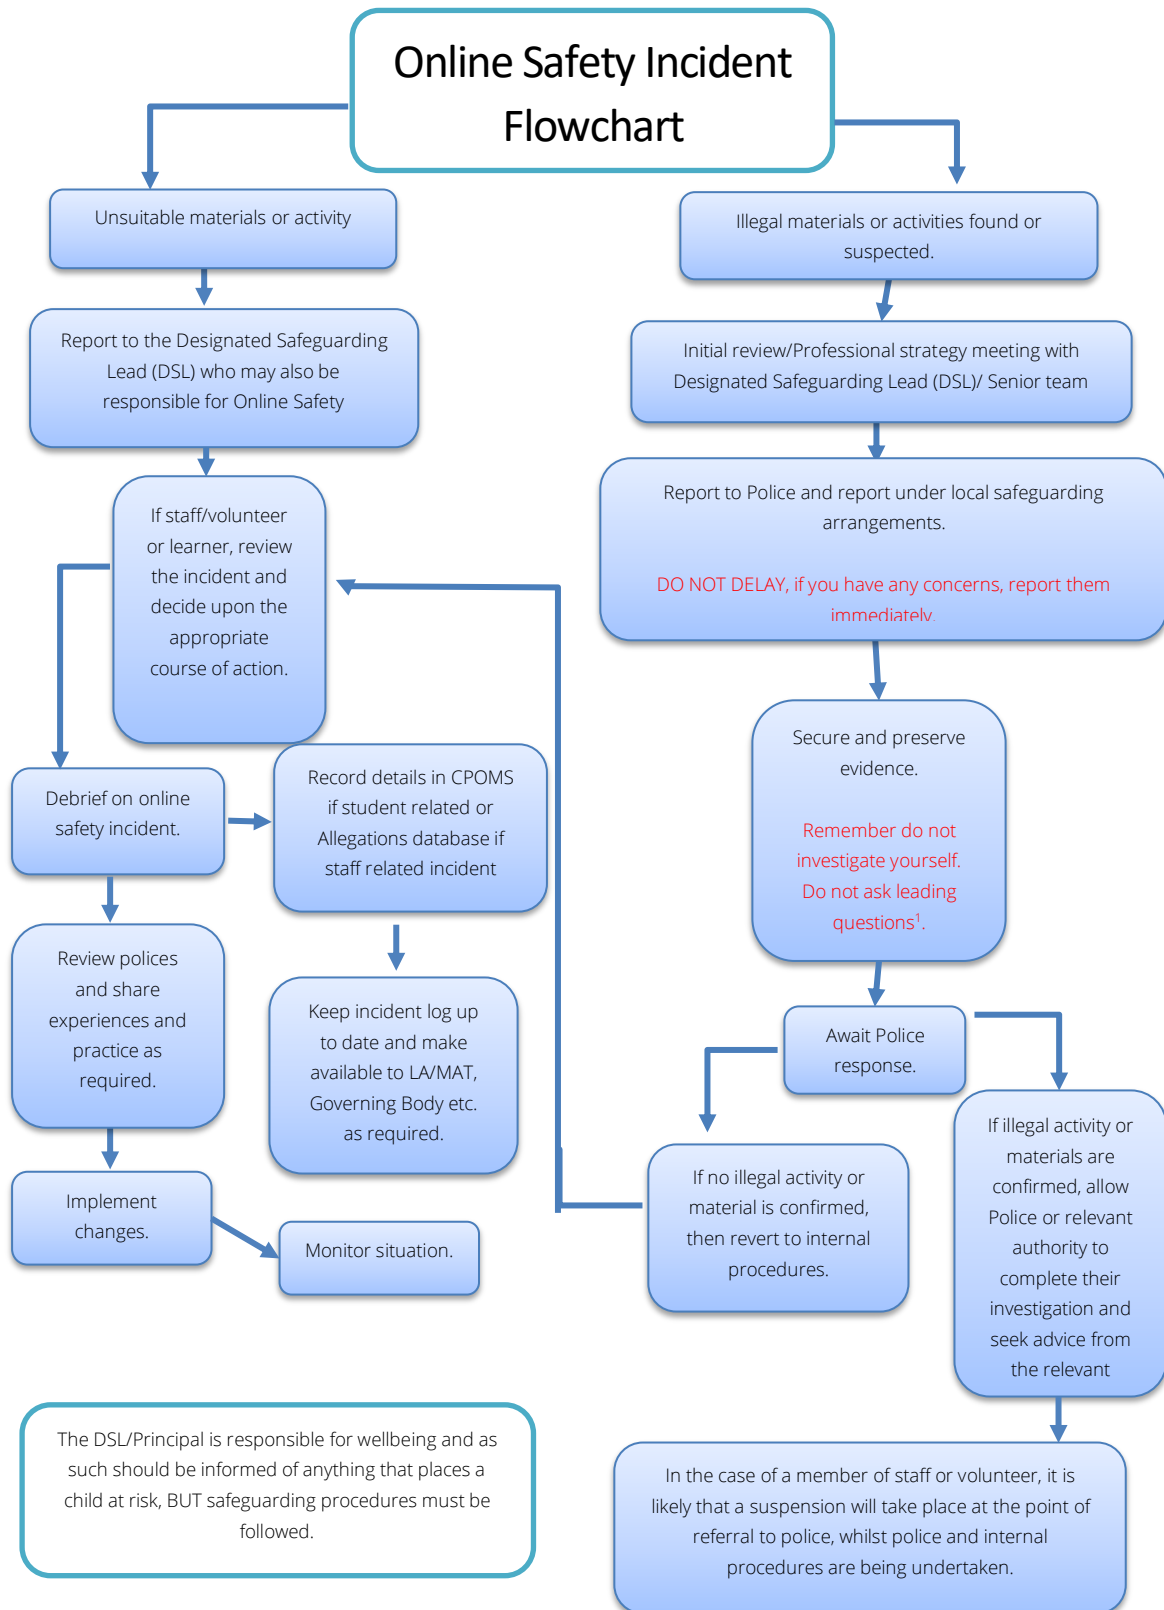 Online Safety Incident
Flowchart
Unsuitable materials or activity
Report to the Designated Safeguarding
Lead (DSL) who may also be
responsible for Online Safety
If staff/volunteer
or learner, review
the incident and
decide upon the
appropriate
course of action.
Debrief on online
safety incident.
Record details in CPOMS
if student related or
Allegations database if
staff related incident
Review polices
and share
experiences and
practice as
required.
Keep incident log up
to date and make
available to LA/MAT,
Governing Body etc.
as required.
Implement
changes.
Monitor situation.
Illegal materials or activities found or
suspected.
Initial review/Professional strategy meeting with
Designated Safeguarding Lead (DSL)/ Senior team
Report to Police and report under local safeguarding
arrangements.
DO NOT DELAY, if you have any concerns, report them
immediately.
Secure and preserve
evidence.
Remember do not
investigate yourself.
Do not ask leading
questions¹.
Await Police
response.
If no illegal activity or
material is confirmed,
then revert to internal
procedures.
If illegal activity or
materials are
confirmed, allow
Police or relevant
authority to
complete their
investigation and
seek advice from
the relevant
In the case of a member of staff or volunteer, it is
likely that a suspension will take place at the point of
referral to police, whilst police and internal
procedures are being undertaken.
The DSL/Principal is responsible for wellbeing and as
such should be informed of anything that places a
child at risk, BUT safeguarding procedures must be
followed.